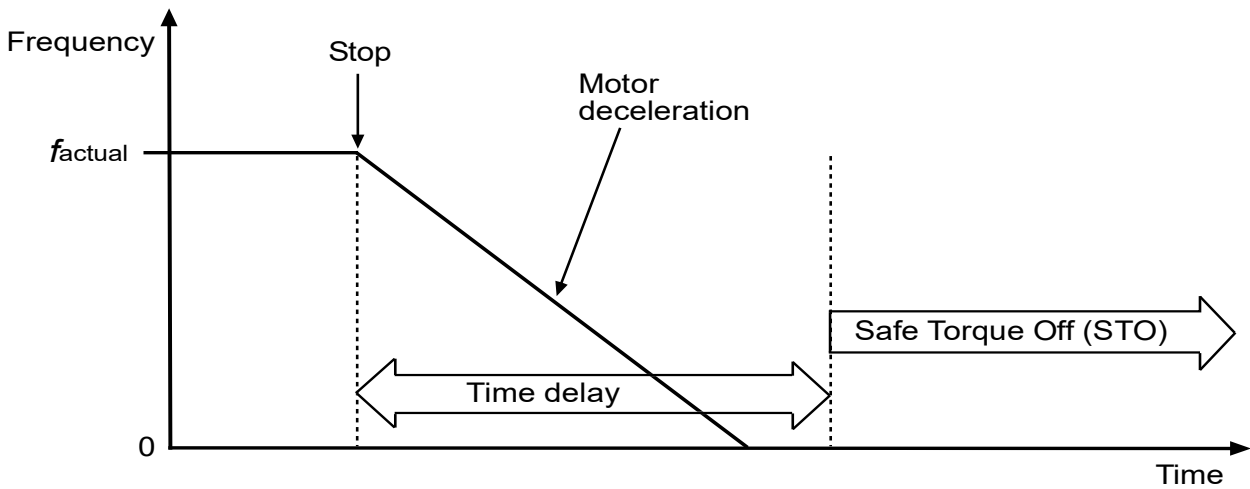 Frequency
Stop
Motor
deceleration
factual
Safe Torque Off (STO)
Time delay
0
Time